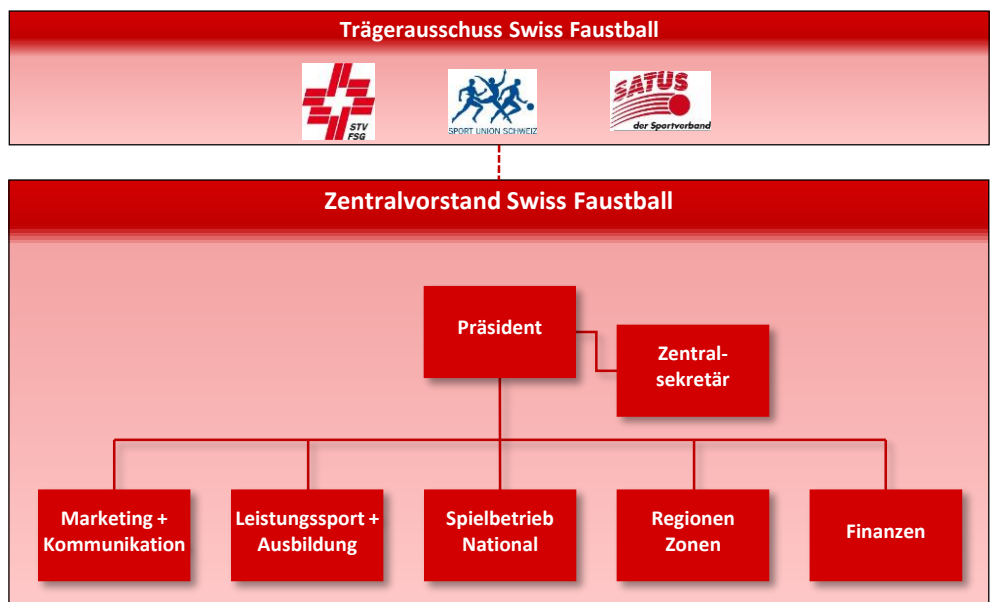 Trägerausschuss Swiss Faustball
STV
FSG
SPORT UNION SCHWEIZ
SATUS
der Sportverband
Zentralvorstand Swiss Faustball
Präsident
Zentral-
sekretär
Marketing +
Kommunikation
Leistungssport +
Ausbildung
Spielbetrieb
National
Regionen
Zonen
Finanzen